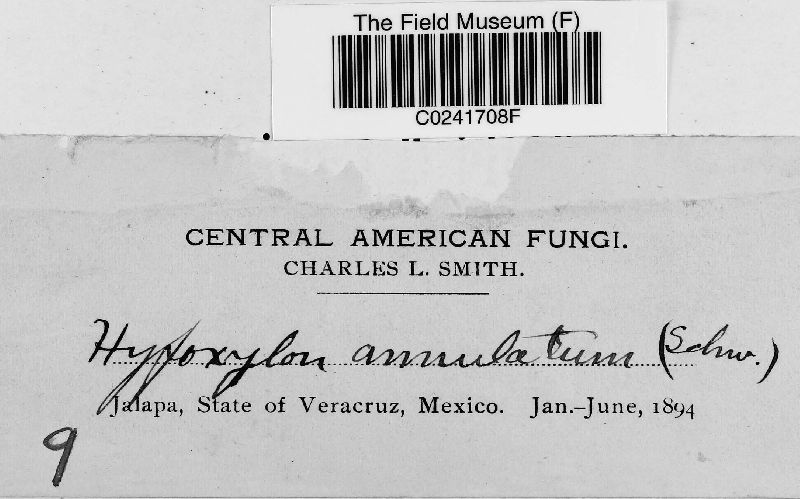 The Field Museum (F)
C0241708F
CENTRAL AMERICAN FUNGI.
CHARLES L. SMITH.
Hypoxylon annulatum (Schw.)
Jalapa, State of Veracruz, Mexico. Jan.-June, 1894
9